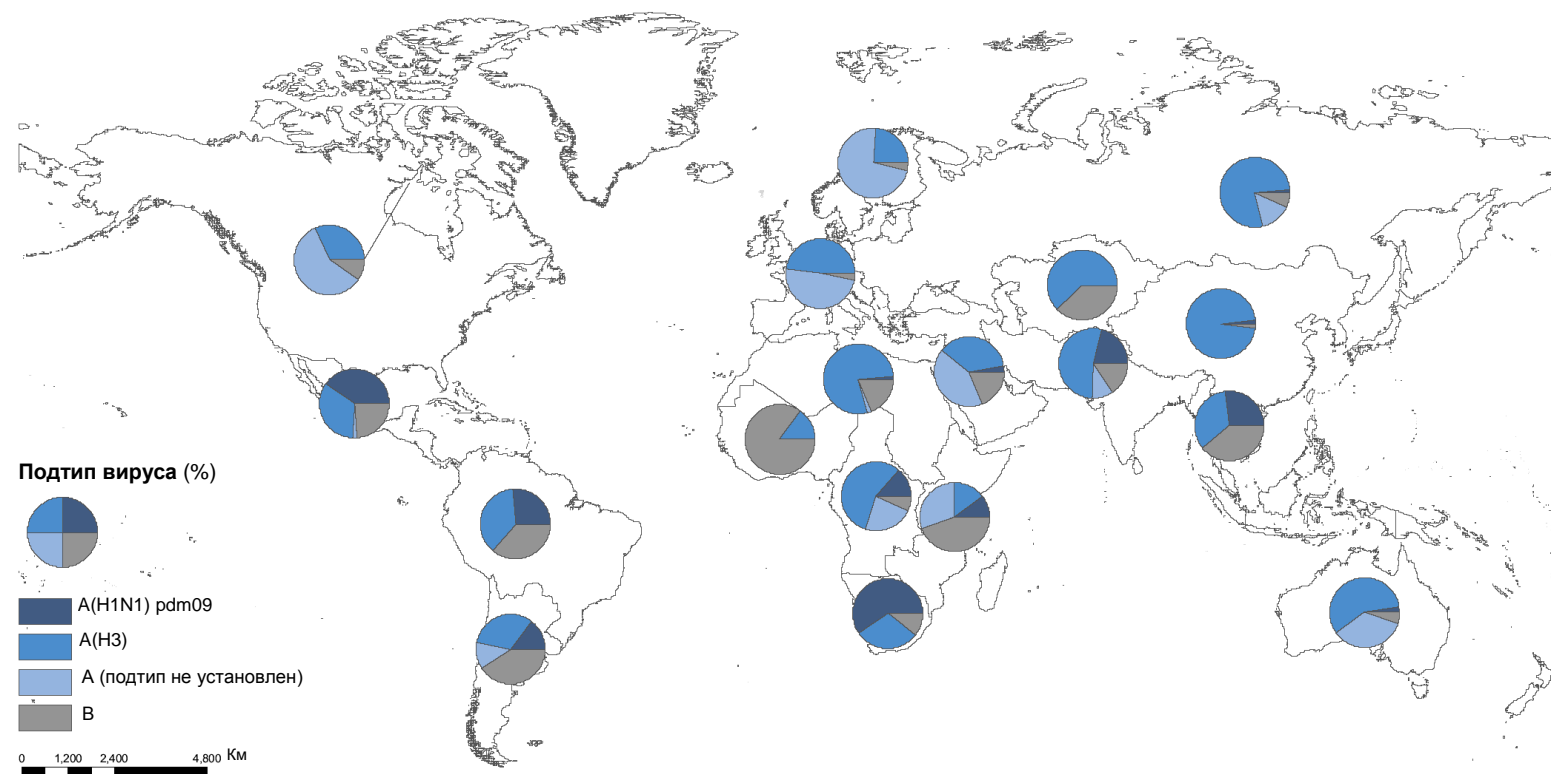 Подтип вируса (%)
A(H1N1) pdm09
A(H3)
A (подтип не установлен)
B
0 1,200 2,400 4,800 Км